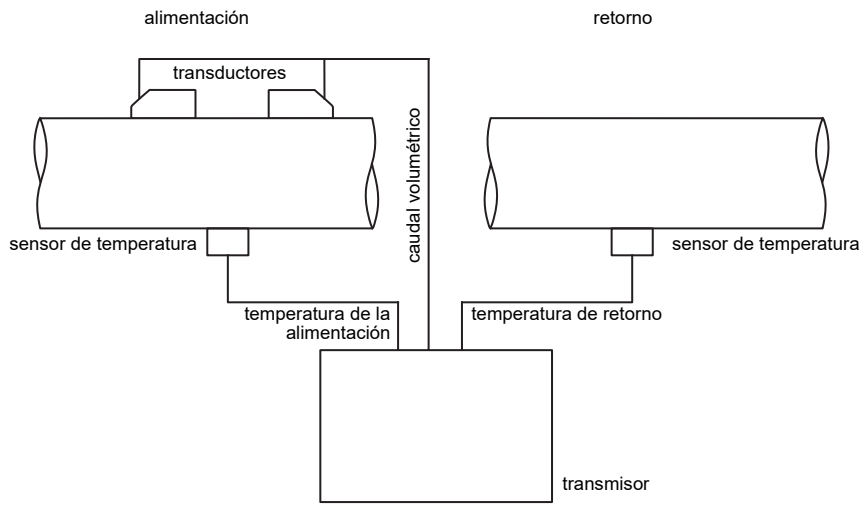 alimentación
retorno
transductores
caudal volumétrico
sensor de temperatura
sensor de temperatura
temperatura de la
alimentación
temperatura de retorno
transmisor